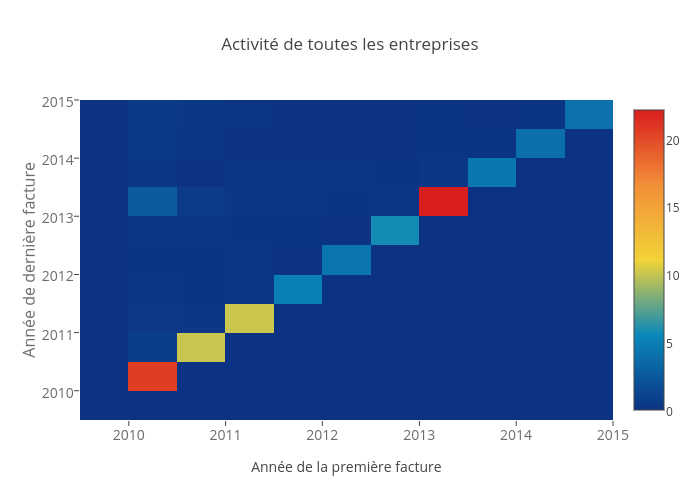 Activité de toutes les entreprises
Année de dernière facture
2015
2014
2013
2012
2011
2010
2010 2011 2012 2013 2014 2015
Année de la première facture
20
15
10
5
0